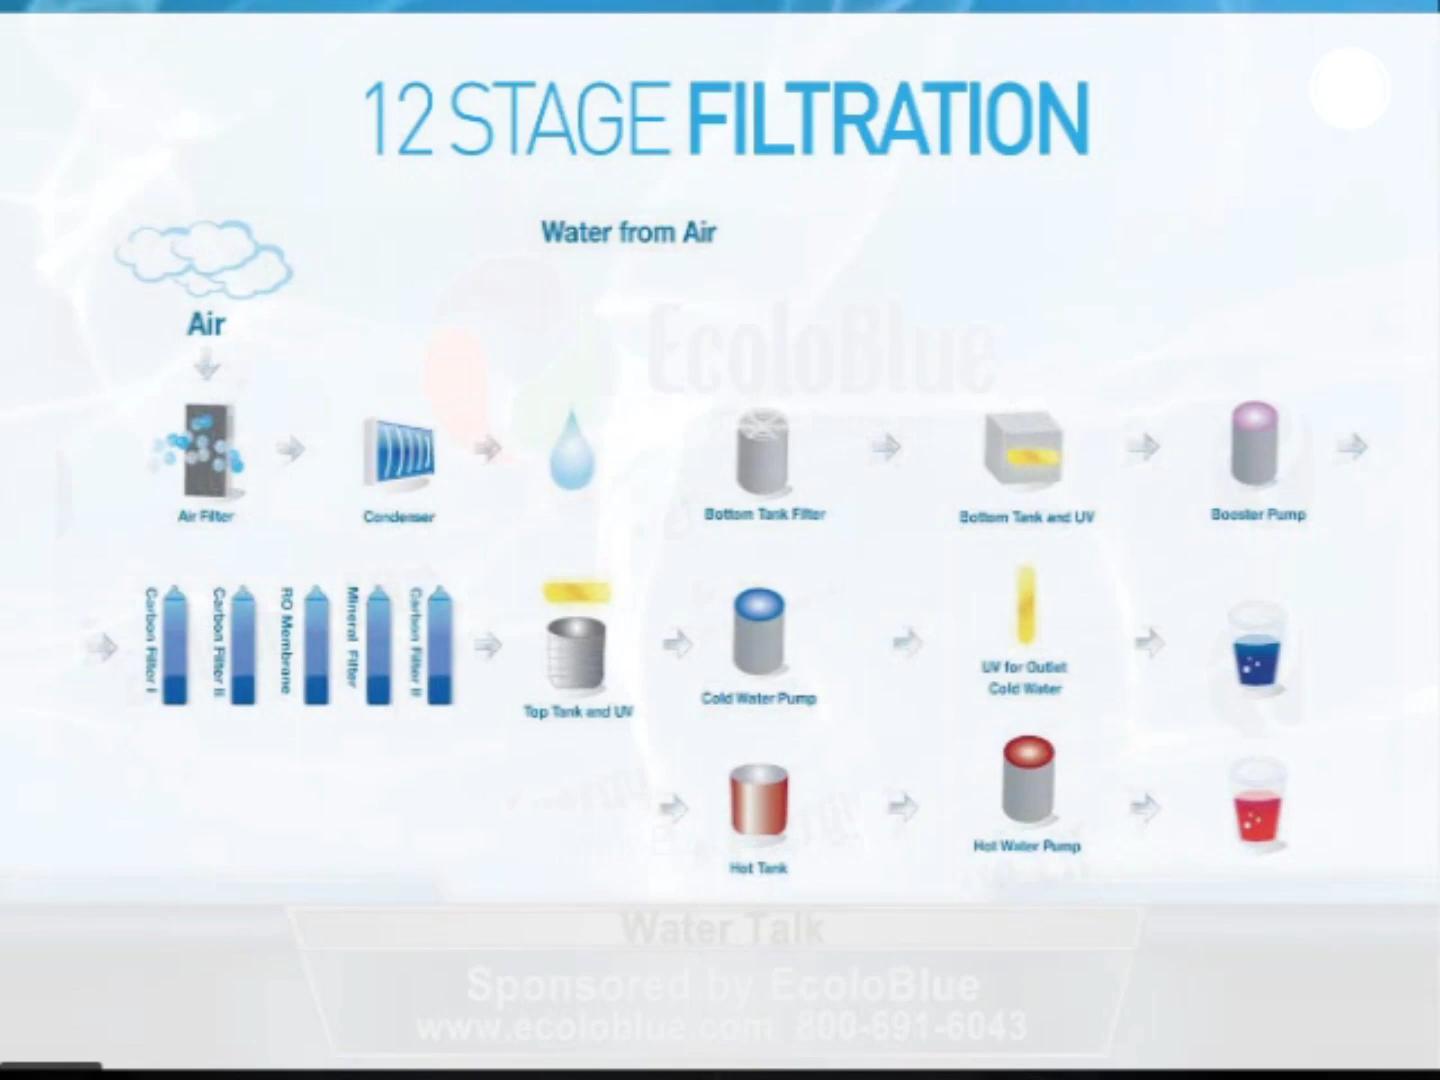 12 STAGE FILTRATION
Water from Air
EcoloBlue
Air
Air Filter
Condenser
Bottom Tank Filter
Bottom Tank and UV
Booster Pump
Carbon Filter I
Carbon Filter II
RO Membrane
Mineral Filter
Carbon Filter II
Top Tank and UV
Cold Water Pump
UV for Outlet
Cold Water
Hot Tank
Hot Water Pump
Water Talk
Sponsored by EcoloBlue
www.ecoloblue.com 800-691-6043